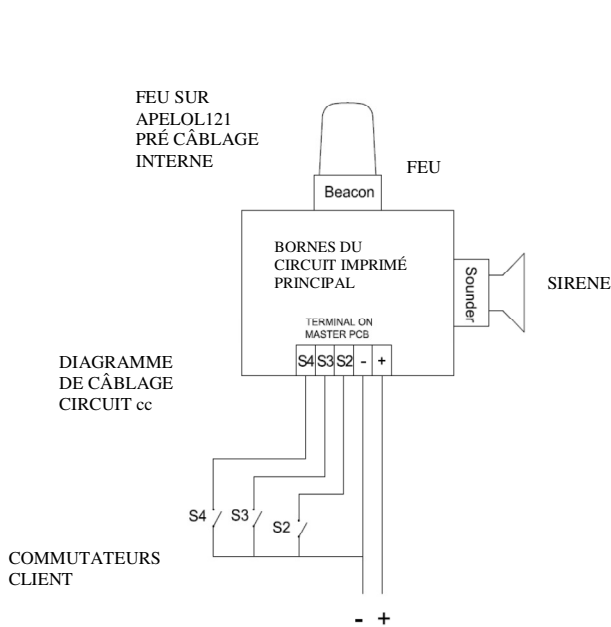 FEU SUR
APELOL121
PRÉ CÂBLAGE
INTERNE
FEU
Beacon
BORNES DU
CIRCUIT IMPRIMÉ
PRINCIPAL
Sounder
SIRENE
TERMINAL ON
MASTER PCB
S4 S3 S2 - +
DIAGRAMME
DE CÂBLAGE
CIRCUIT cc
S4 S3 S2
COMMUTATEURS
CLIENT
- +